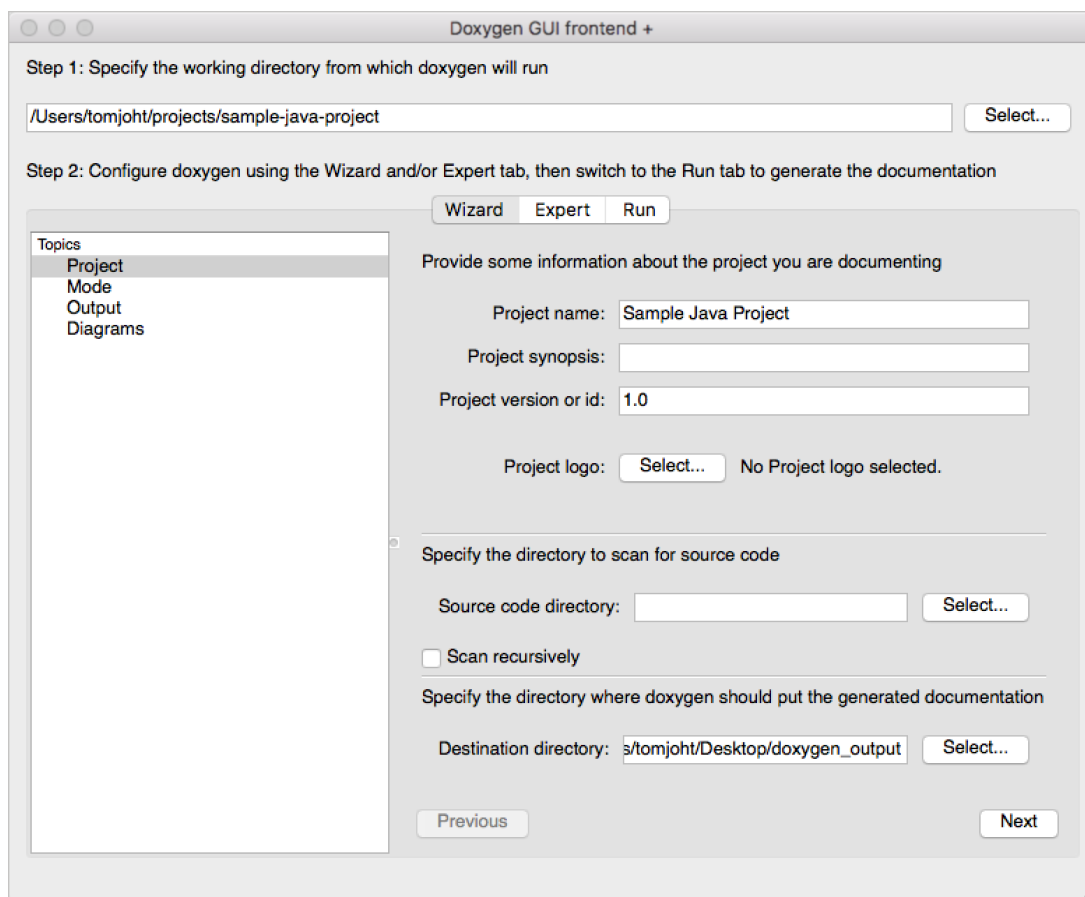 Doxygen GUI frontend +
Step 1: Specify the working directory from which doxygen will run
/Users/tomjoht/projects/sample-java-project
Select...
Step 2: Configure doxygen using the Wizard and/or Expert tab, then switch to the Run tab to generate the documentation
Wizard Expert Run
Topics
Project
Mode
Output
Diagrams
Provide some information about the project you are documenting
Project name: Sample Java Project
Project synopsis:
Project version or id: 1.0
Project logo: Select... No Project logo selected.
Specify the directory to scan for source code
Source code directory: Select...
Scan recursively
Specify the directory where doxygen should put the generated documentation
Destination directory: s/tomjoht/Desktop/doxygen_output Select...
Previous Next